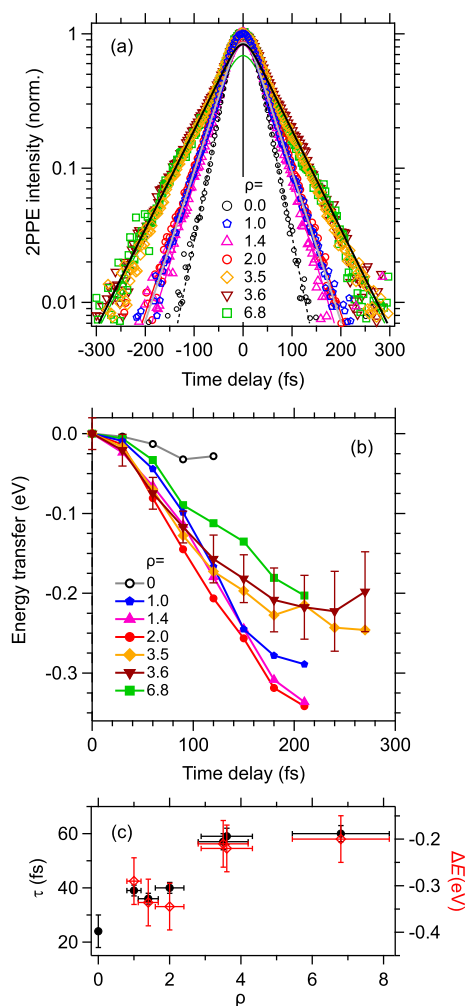 (a)
2PPE intensity (norm.)
1
0.1
0.01
ρ=
0.0
1.0
1.4
2.0
3.5
3.6
6.8
-300 -200 -100 0 100 200 300
Time delay (fs)
(b)
Energy transfer (eV)
0.0
-0.1
-0.2
-0.3
ρ=
0
1.0
1.4
2.0
3.5
3.6
6.8
0 100 200 300
Time delay (fs)
(c)
τ (fs)
60
40
20
ΔE(eV)
-0.2
-0.3
-0.4
0 2 4 6 8
ρ